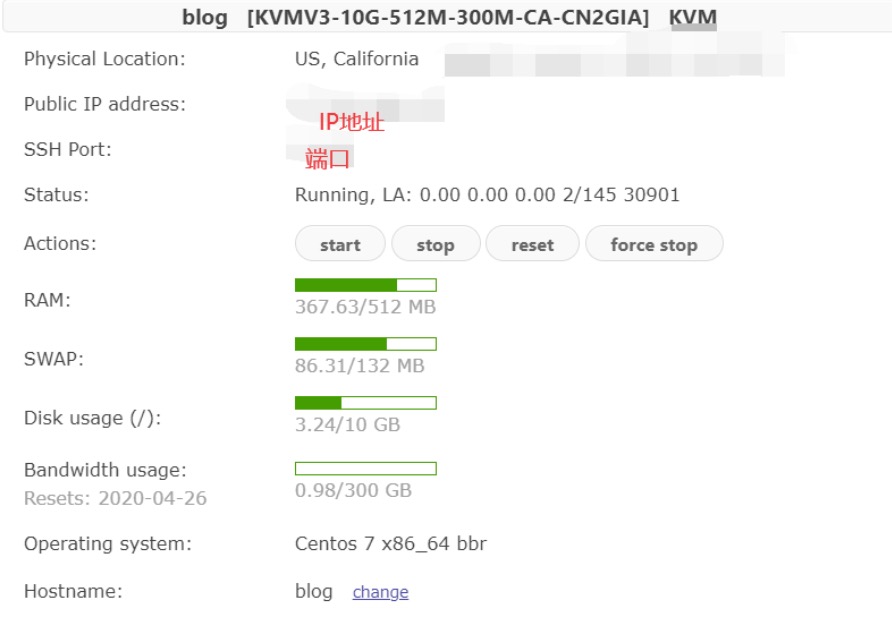 blog [KVMV3-10G-512M-300M-CA-CN2GIA] KVM
Physical Location: US, California
Public IP address: IP地址
SSH Port: 端口
Status: Running, LA: 0.00 0.00 0.00 2/145 30901
Actions: start stop reset force stop
RAM: 367.63/512 MB
SWAP: 86.31/132 MB
Disk usage (/): 3.24/10 GB
Bandwidth usage:
Resets: 2020-04-26 0.98/300 GB
Operating system: Centos 7 x86_64 bbr
Hostname: blog change